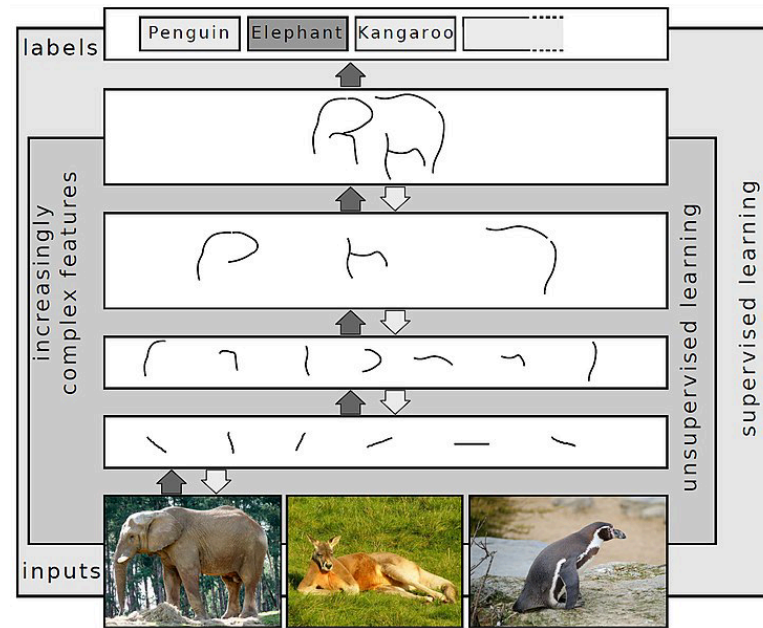 labels
Penguin
Elephant
Kangaroo
increasingly
complex features
unsupervised learning
supervised learning
inputs